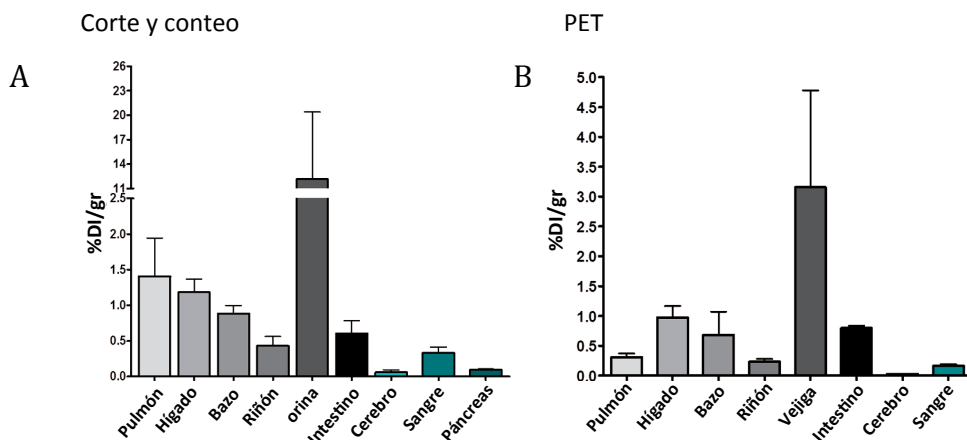 Corte y conteo
PET
A
%DI/gr
26
23
20
17
14
11
2.5
2.0
1.5
1.0
0.5
0.0
Pulmón
Hígado
Bazo
Riñón
orina
Intestino
Cerebro
Sangre
Páncreas
B
%DI/gr
5.0
4.5
4.0
3.5
3.0
2.5
2.0
1.5
1.0
0.5
0.0
Pulmón
Hígado
Bazo
Riñón
Vejiga
Intestino
Cerebro
Sangre